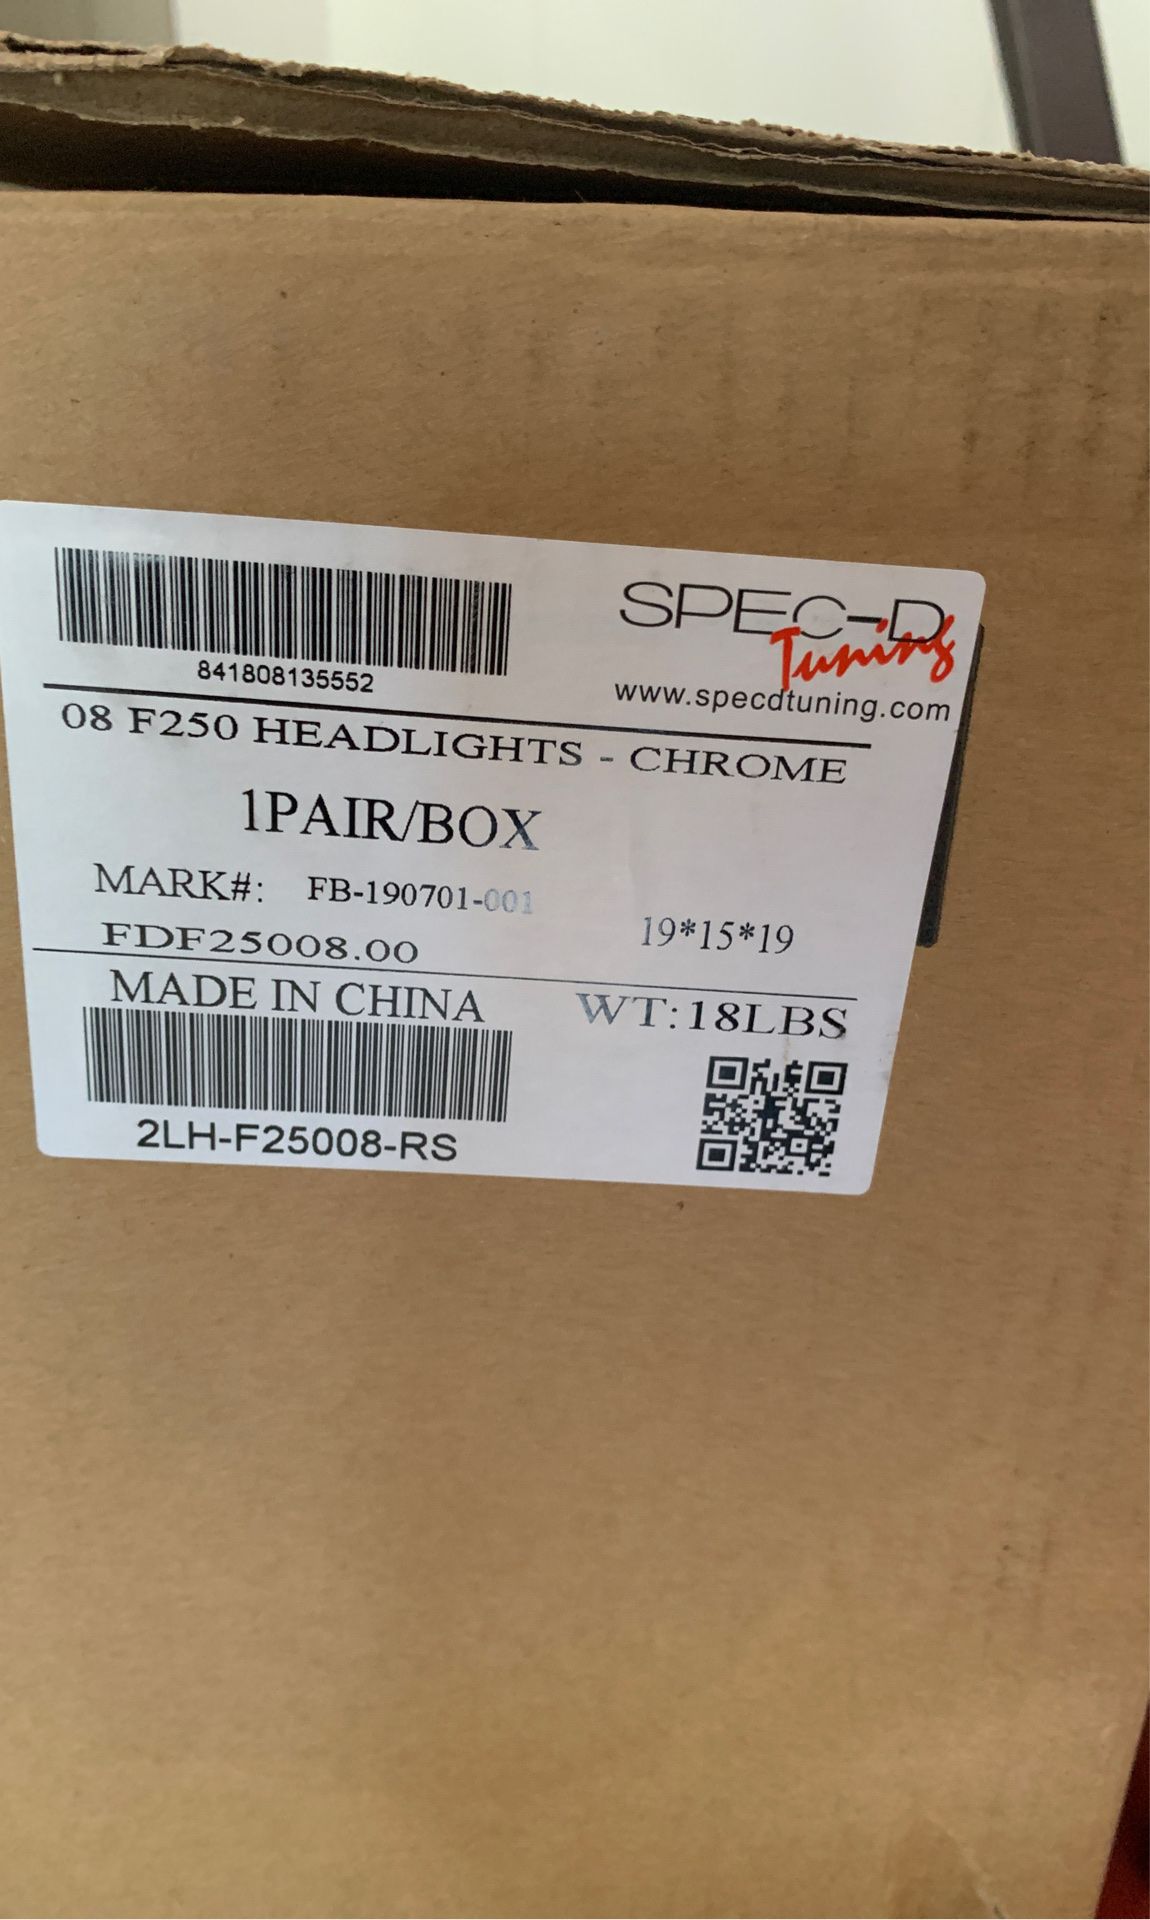 841808135552
SPEC-D
Tuning
www.specdtuning.com
08 F250 HEADLIGHTS - CHROME
1PAIR/BOX
MARK#: FB-190701-001
FDF25008.00
19*15*19
MADE IN CHINA
WT:18LBS
2LH-F25008-RS